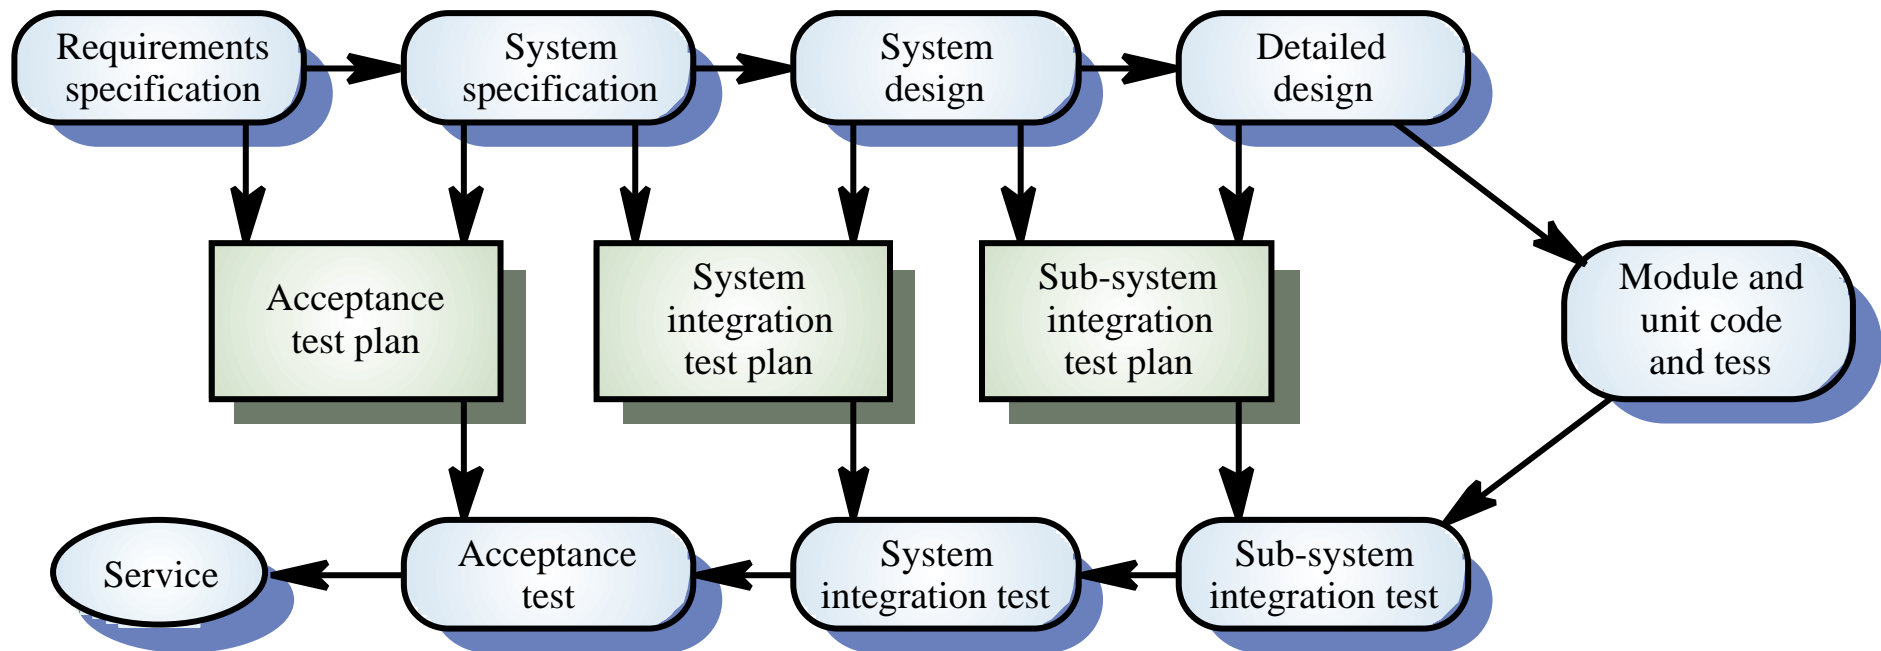 Requirements
specification
System
specification
System
design
Detailed
design
Acceptance
test plan
System
integration
test plan
Sub-system
integration
test plan
Module and
unit code
and tess
Service
Acceptance
test
System
integration test
Sub-system
integration test